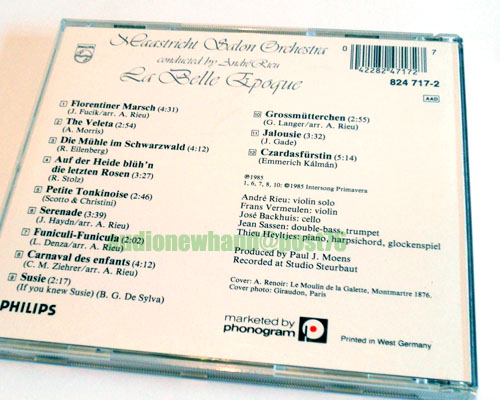 PHILIPS
Maastricht Salon Orchestra
conducted by André Rieu
La Belle Epoque
0 42282 47172 7
824 717-2
AAD
1 Florentiner Marsch (4:31)
(J. Fucik/arr. A. Rieu)
2 The Veleta (2:54)
(A. Morris)
3 Die Mühle im Schwarzwald (4:12)
(R. Eilenberg)
4 Auf der Heide blüh'n
die letzten Rosen (3:27)
(R. Stolz)
5 Petite Tonkinoise (2:46)
(Scotto & Christini)
6 Serenade (3:39)
(J. Haydn/arr. A. Rieu)
7 Funiculi-Funicula (2:02)
(L. Denza/arr. A. Rieu)
8 Carnaval des enfants (4:12)
(C. M. Ziehrer/arr. A. Rieu)
9 Susie (2:17)
(If you knew Susie) (B. G. De Sylva)
PHILIPS
10 Grossmütterchen (2:55)
(G. Langer/arr. A. Rieu)
11 Jalousie (3:32)
(J. Gade)
12 Czardasfürstin (5:14)
(Emmerich Kálmán)
℗1985
1, 6, 7, 8, 10: ©1985 Intersong Primavera
André Rieu: violin solo
Frans Vermeulen: violin
José Backhuis: cello
Jean Sassen: double-bass, trumpet
Thieu Heyltjes: piano, harpsichord, glockenspiel
Produced by Paul J. Moens
Recorded at Studio Steurbaut
Cover: A. Renoir: Le Moulin de la Galette, Montmartre 1876.
Cover photo: Giraudon, Paris
marketed by
phonogram
Printed in West Germany